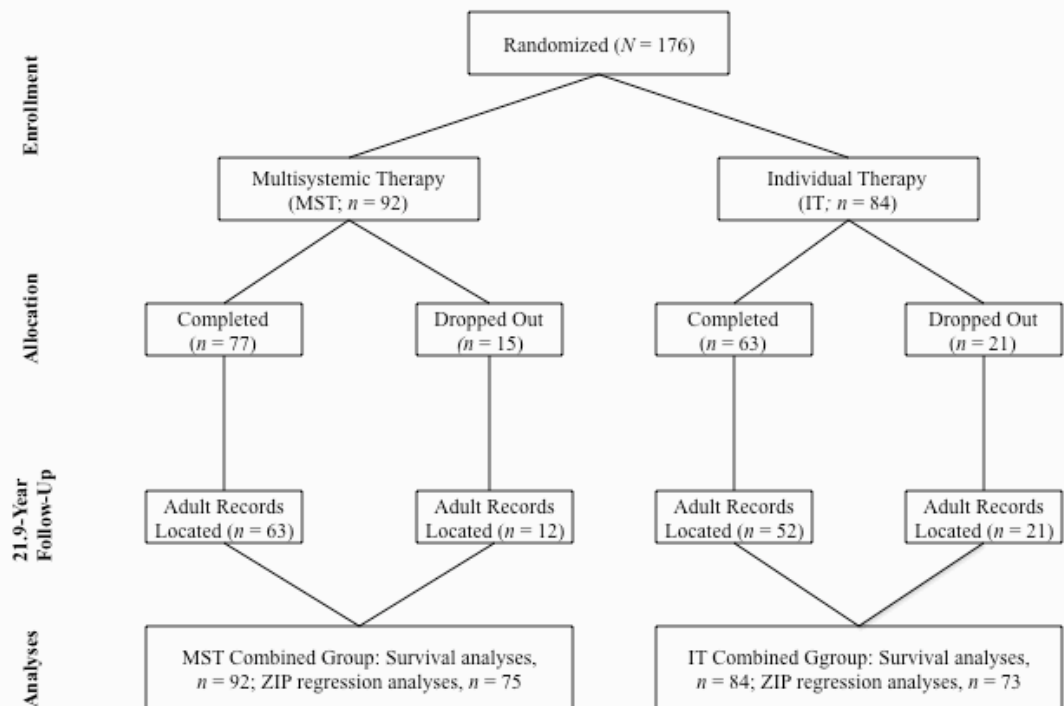 Enrollment
Randomized (N = 176)
Multisystemic Therapy
(MST; n = 92)
Individual Therapy
(IT; n = 84)
Allocation
Completed
(n = 77)
Dropped Out
(n = 15)
Completed
(n = 63)
Dropped Out
(n = 21)
21.9-Year
Follow-Up
Adult Records
Located (n = 63)
Adult Records
Located (n = 12)
Adult Records
Located (n = 52)
Adult Records
Located (n = 21)
Analyses
MST Combined Group: Survival analyses,
n = 92; ZIP regression analyses, n = 75
IT Combined Ggroup: Survival analyses,
n = 84; ZIP regression analyses, n = 73